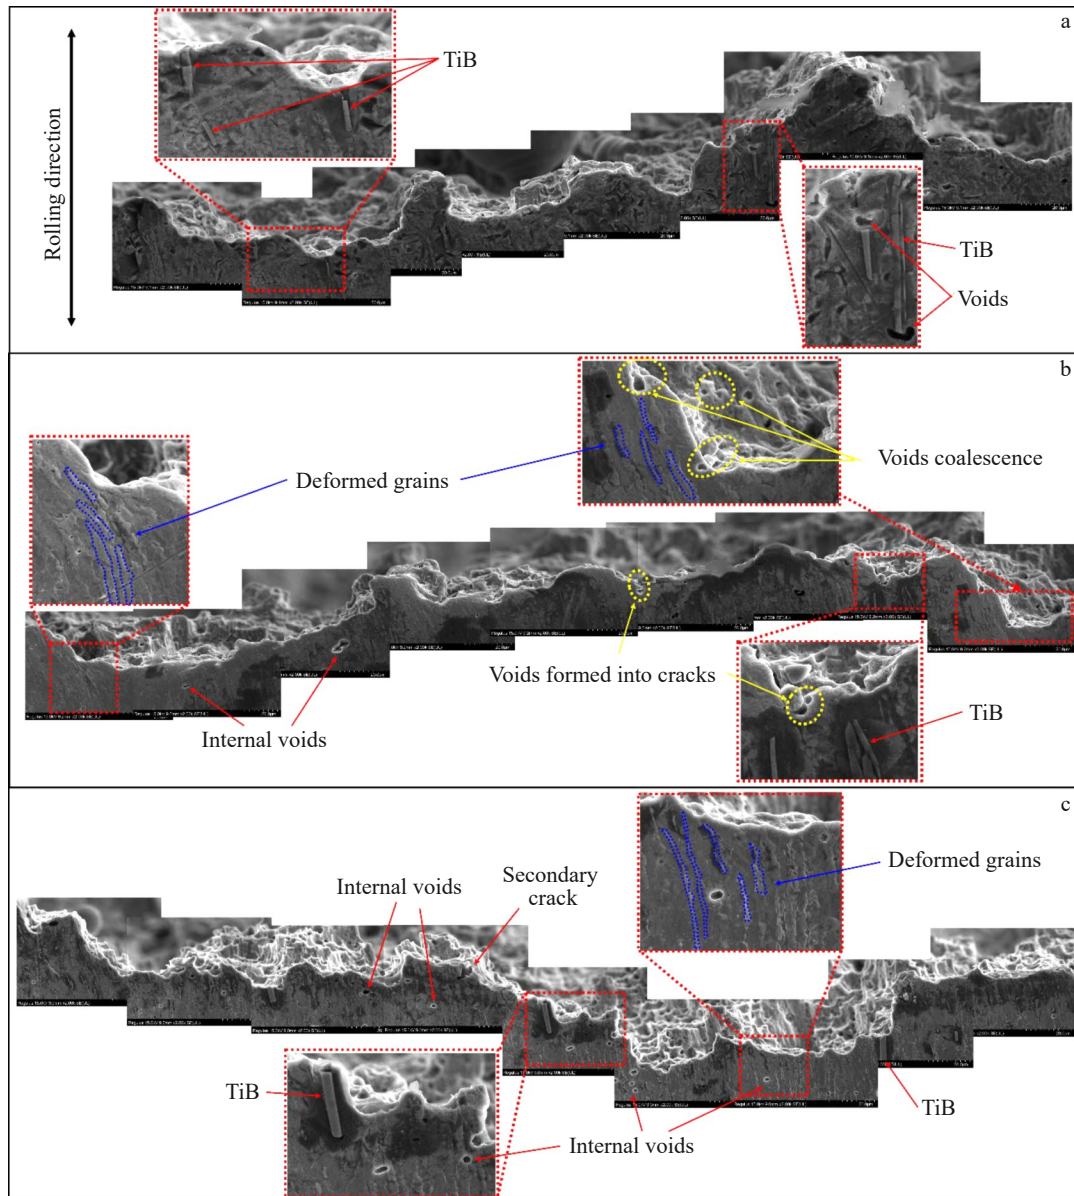 a
TiB
Rolling direction
TiB
Voids
b
Voids coalescence
Deformed grains
Voids formed into cracks
TiB
Internal voids
c
Deformed grains
Secondary
crack
Internal voids
TiB
TiB
Internal voids